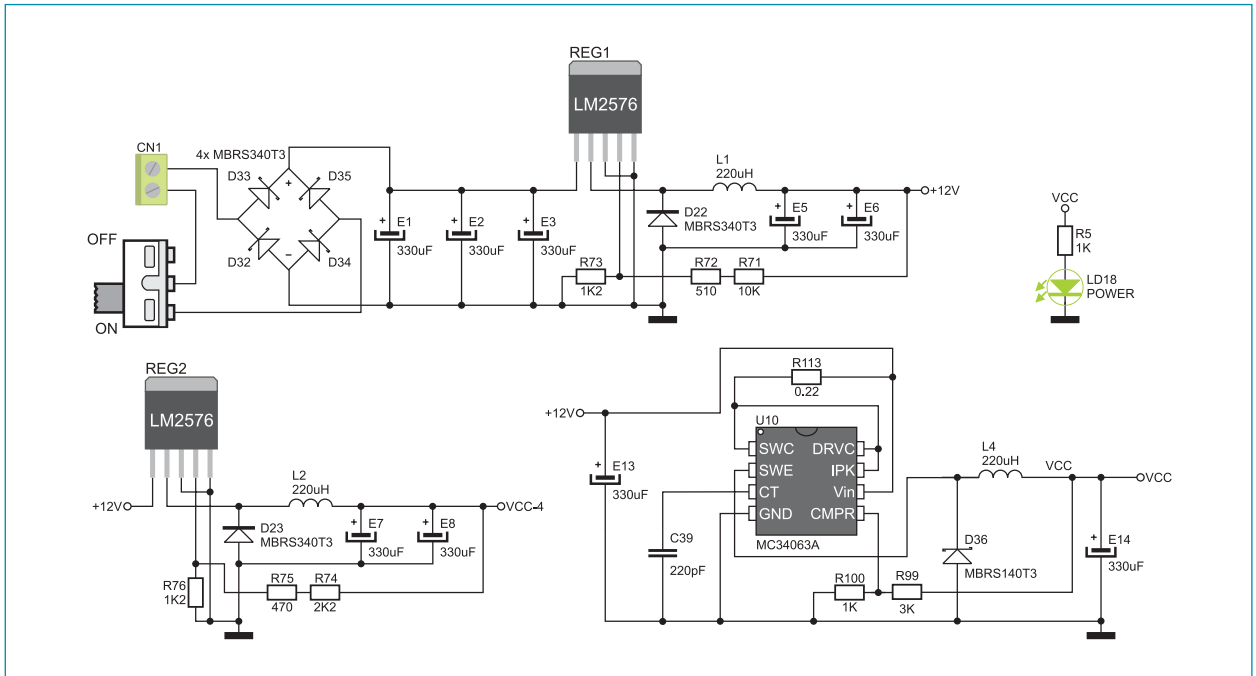 REG1
LM2576
CN1
4x MBRS340T3
D33
D35
+
−
D32
D34
OFF
ON
+
E1
330uF
+
E2
330uF
+
E3
330uF
L1
220uH
+12V
D22
MBRS340T3
+
E5
330uF
+
E6
330uF
R73
1K2
R72
510
R71
10K
VCC
R5
1K
LD18
POWER
REG2
LM2576
+12V
L2
220uH
VCC-4
D23
MBRS340T3
+
E7
330uF
+
E8
330uF
R76
1K2
R75
470
R74
2K2
R113
0.22
+12V
+
E13
330uF
U10
SWC
DRVC
SWE
IPK
CT
Vin
GND
CMPR
MC34063A
C39
220pF
L4
220uH
VCC
VCC
D36
MBRS140T3
+
E14
330uF
R100
1K
R99
3K